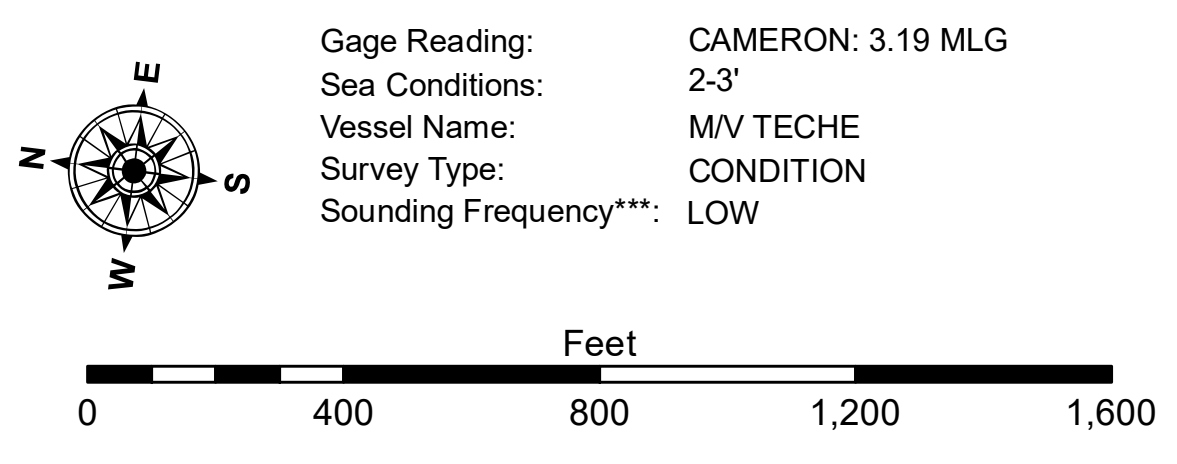 E
N
S
W
Gage Reading: CAMERON: 3.19 MLG
Sea Conditions: 2-3'
Vessel Name: M/V TECHE
Survey Type: CONDITION
Sounding Frequency***: LOW
Feet
0 400 800 1,200 1,600